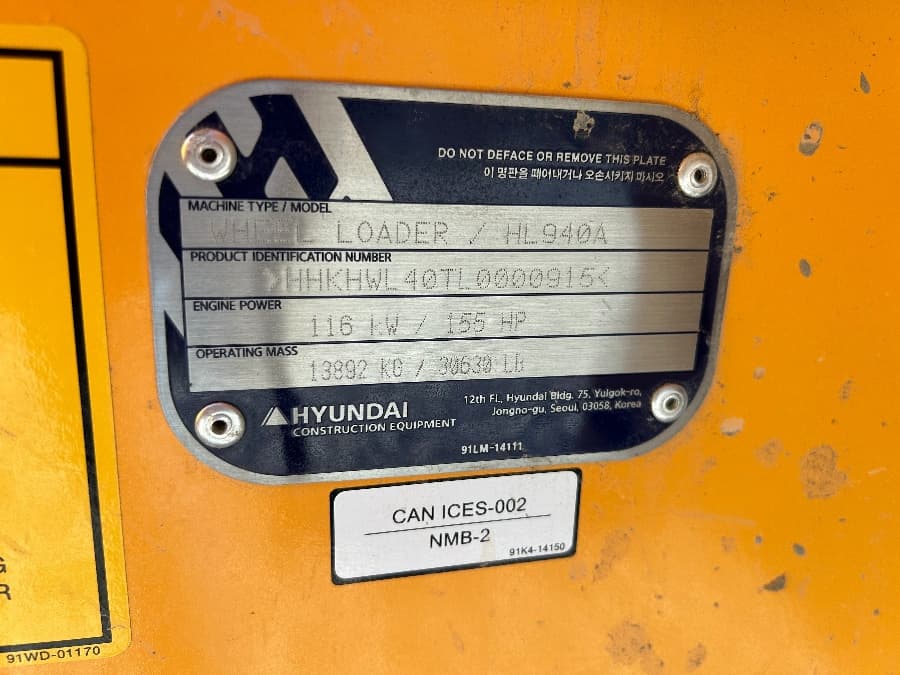 DO NOT DEFACE OR REMOVE THIS PLATE
이 명판을 떼어내거나 오손시키지 마시오
MACHINE TYPE / MODEL
WHEEL LOADER / HL940A
PRODUCT IDENTIFICATION NUMBER
>HHKHWL40TL0000915<
ENGINE POWER
116 kW / 155 HP
OPERATING MASS
13892 KG / 30630 LB
HYUNDAI
CONSTRUCTION EQUIPMENT
12th FL, Hyundai Bldg. 75, Yulgok-ro,
Jongno-gu, Seoul, 03058, Korea
91LM-14111
CAN ICES-002
NMB-2
91K4-14150
G
R
91WD-01170